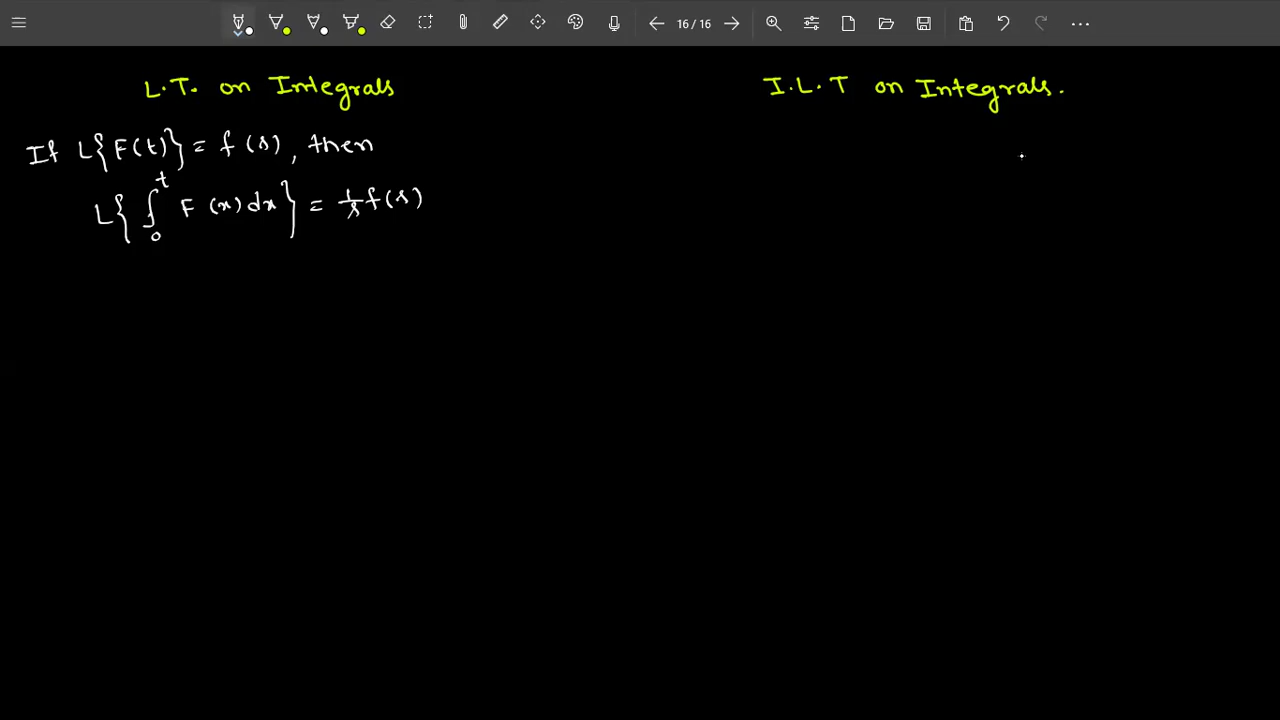 16/16
L.T. on Integrals
If L{F(t)} = f(s), then
L{∫₀ᵗ F(x)dx} = 1/s f(s)
I.L.T on Integrals.